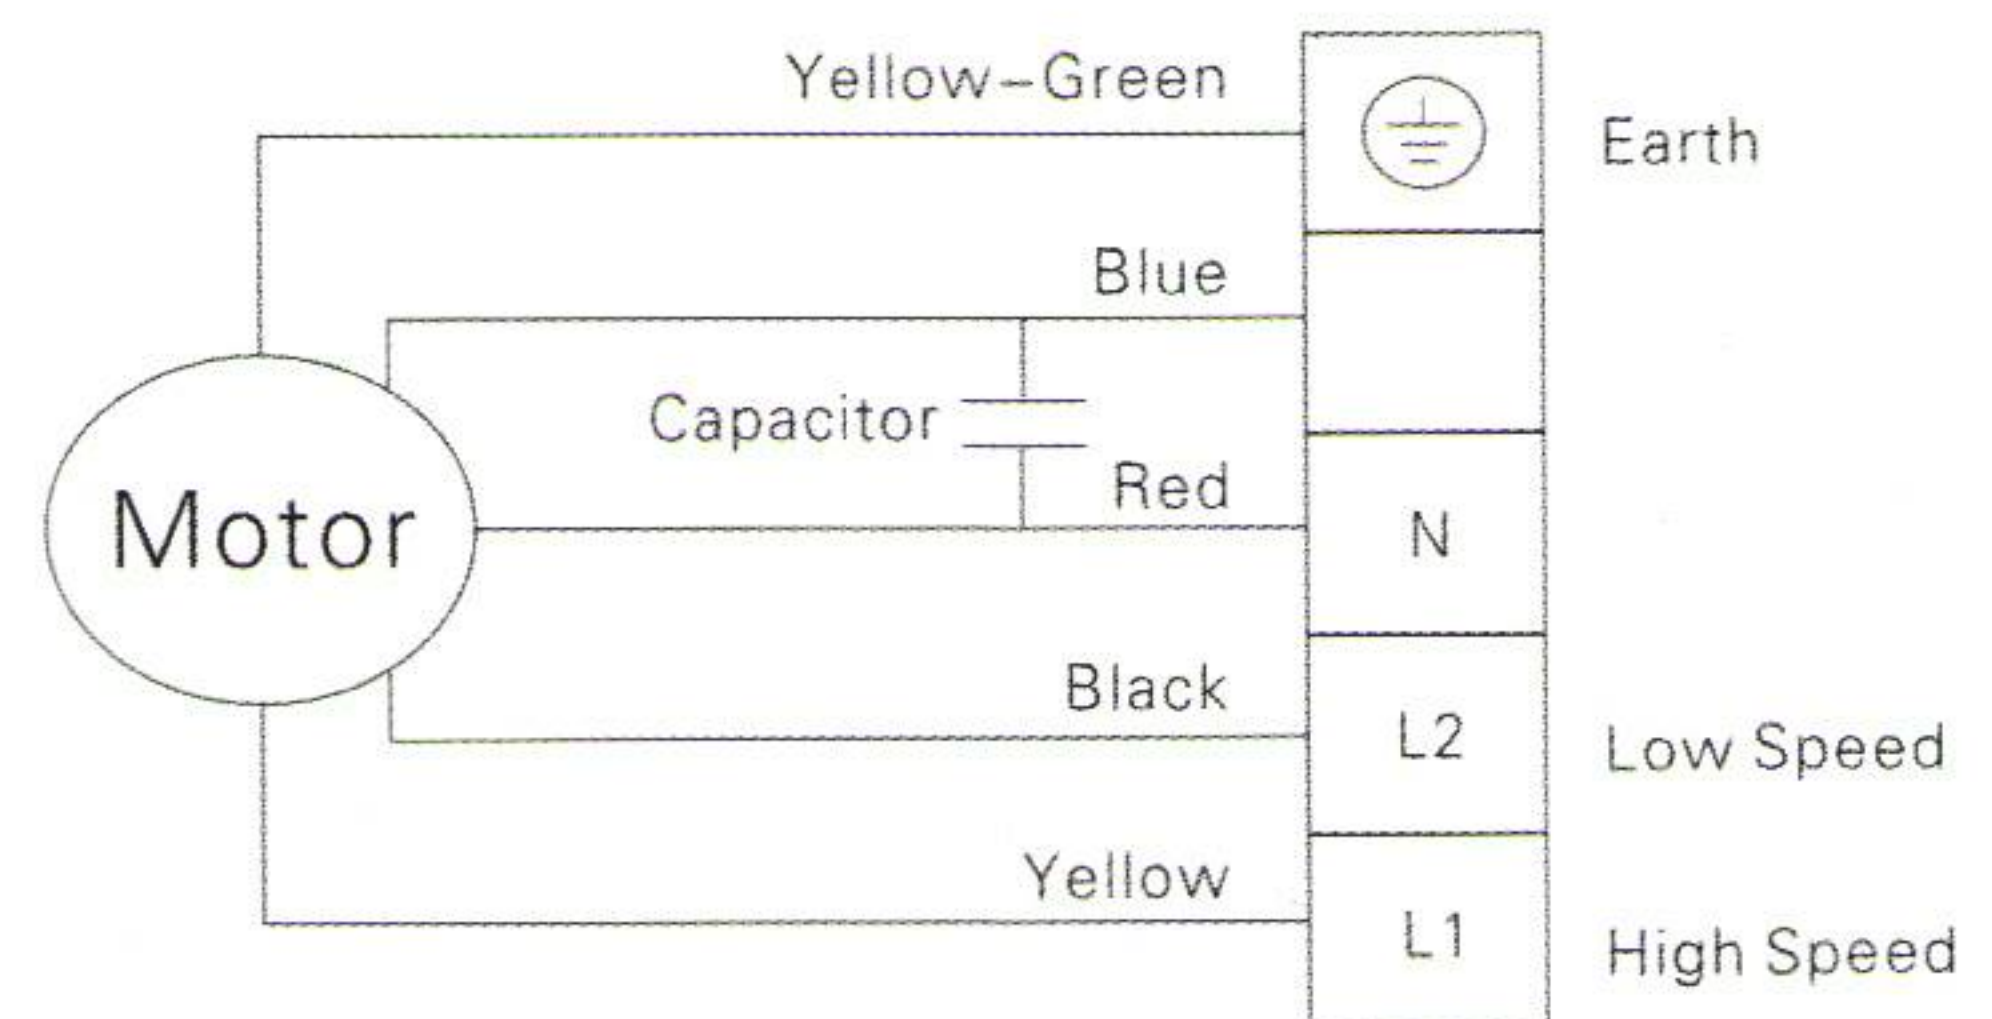 Yellow-Green
Earth
Blue
Capacitor
Red
Motor
N
Black
L2
Low Speed
Yellow
L1
High Speed